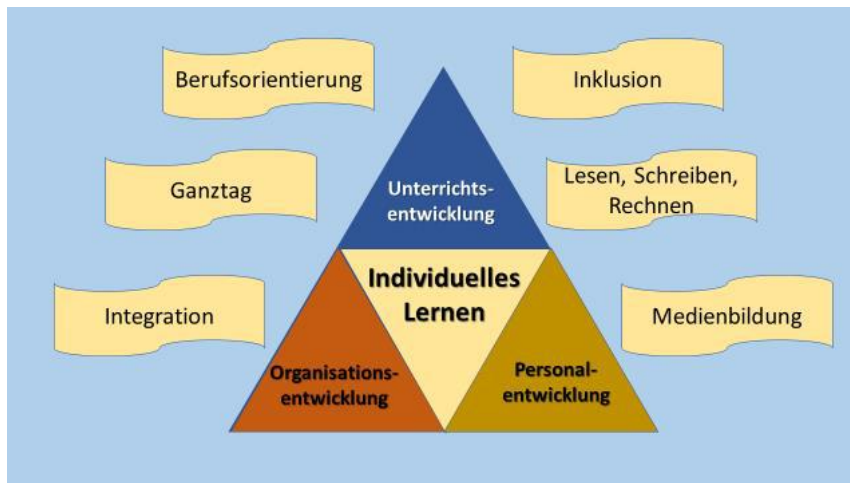 Berufsorientierung
Inklusion
Ganztag
Unterrichts-
entwicklung
Lesen, Schreiben,
Rechnen
Integration
Individuelles
Lernen
Medienbildung
Organisations-
entwicklung
Personal-
entwicklung